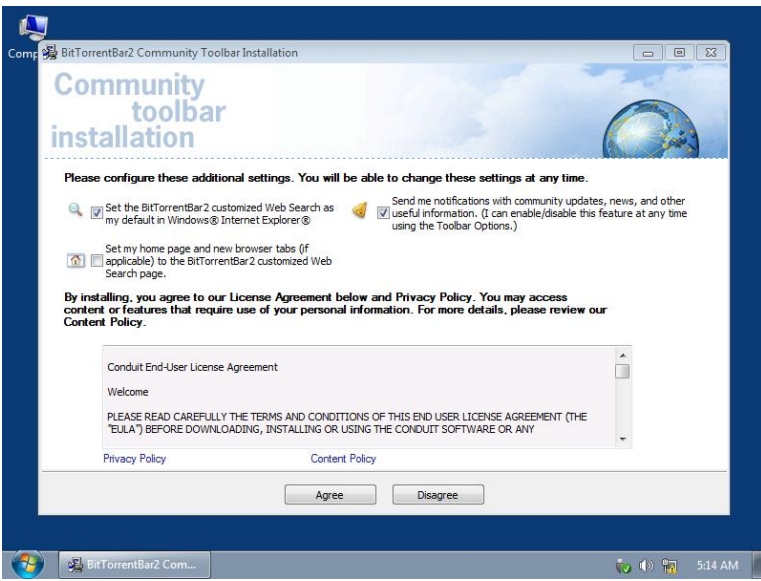 Comp
BitTorrentBar2 Community Toolbar Installation
Community
toolbar
installation
Please configure these additional settings. You will be able to change these settings at any time.
Set the BitTorrentBar2 customized Web Search as
my default in Windows® Internet Explorer®
Send me notifications with community updates, news, and other
useful information. (I can enable/disable this feature at any time
using the Toolbar Options.)
Set my home page and new browser tabs (if
applicable) to the BitTorrentBar2 customized Web
Search page.
By installing, you agree to our License Agreement below and Privacy Policy. You may access
content or features that require use of your personal information. For more details, please review our
Content Policy.
Conduit End-User License Agreement
Welcome
PLEASE READ CAREFULLY THE TERMS AND CONDITIONS OF THIS END USER LICENSE AGREEMENT (THE
"EULA") BEFORE DOWNLOADING, INSTALLING OR USING THE CONDUIT SOFTWARE OR ANY
Privacy Policy
Content Policy
Agree
Disagree
BitTorrentBar2 Com...
5:14 AM